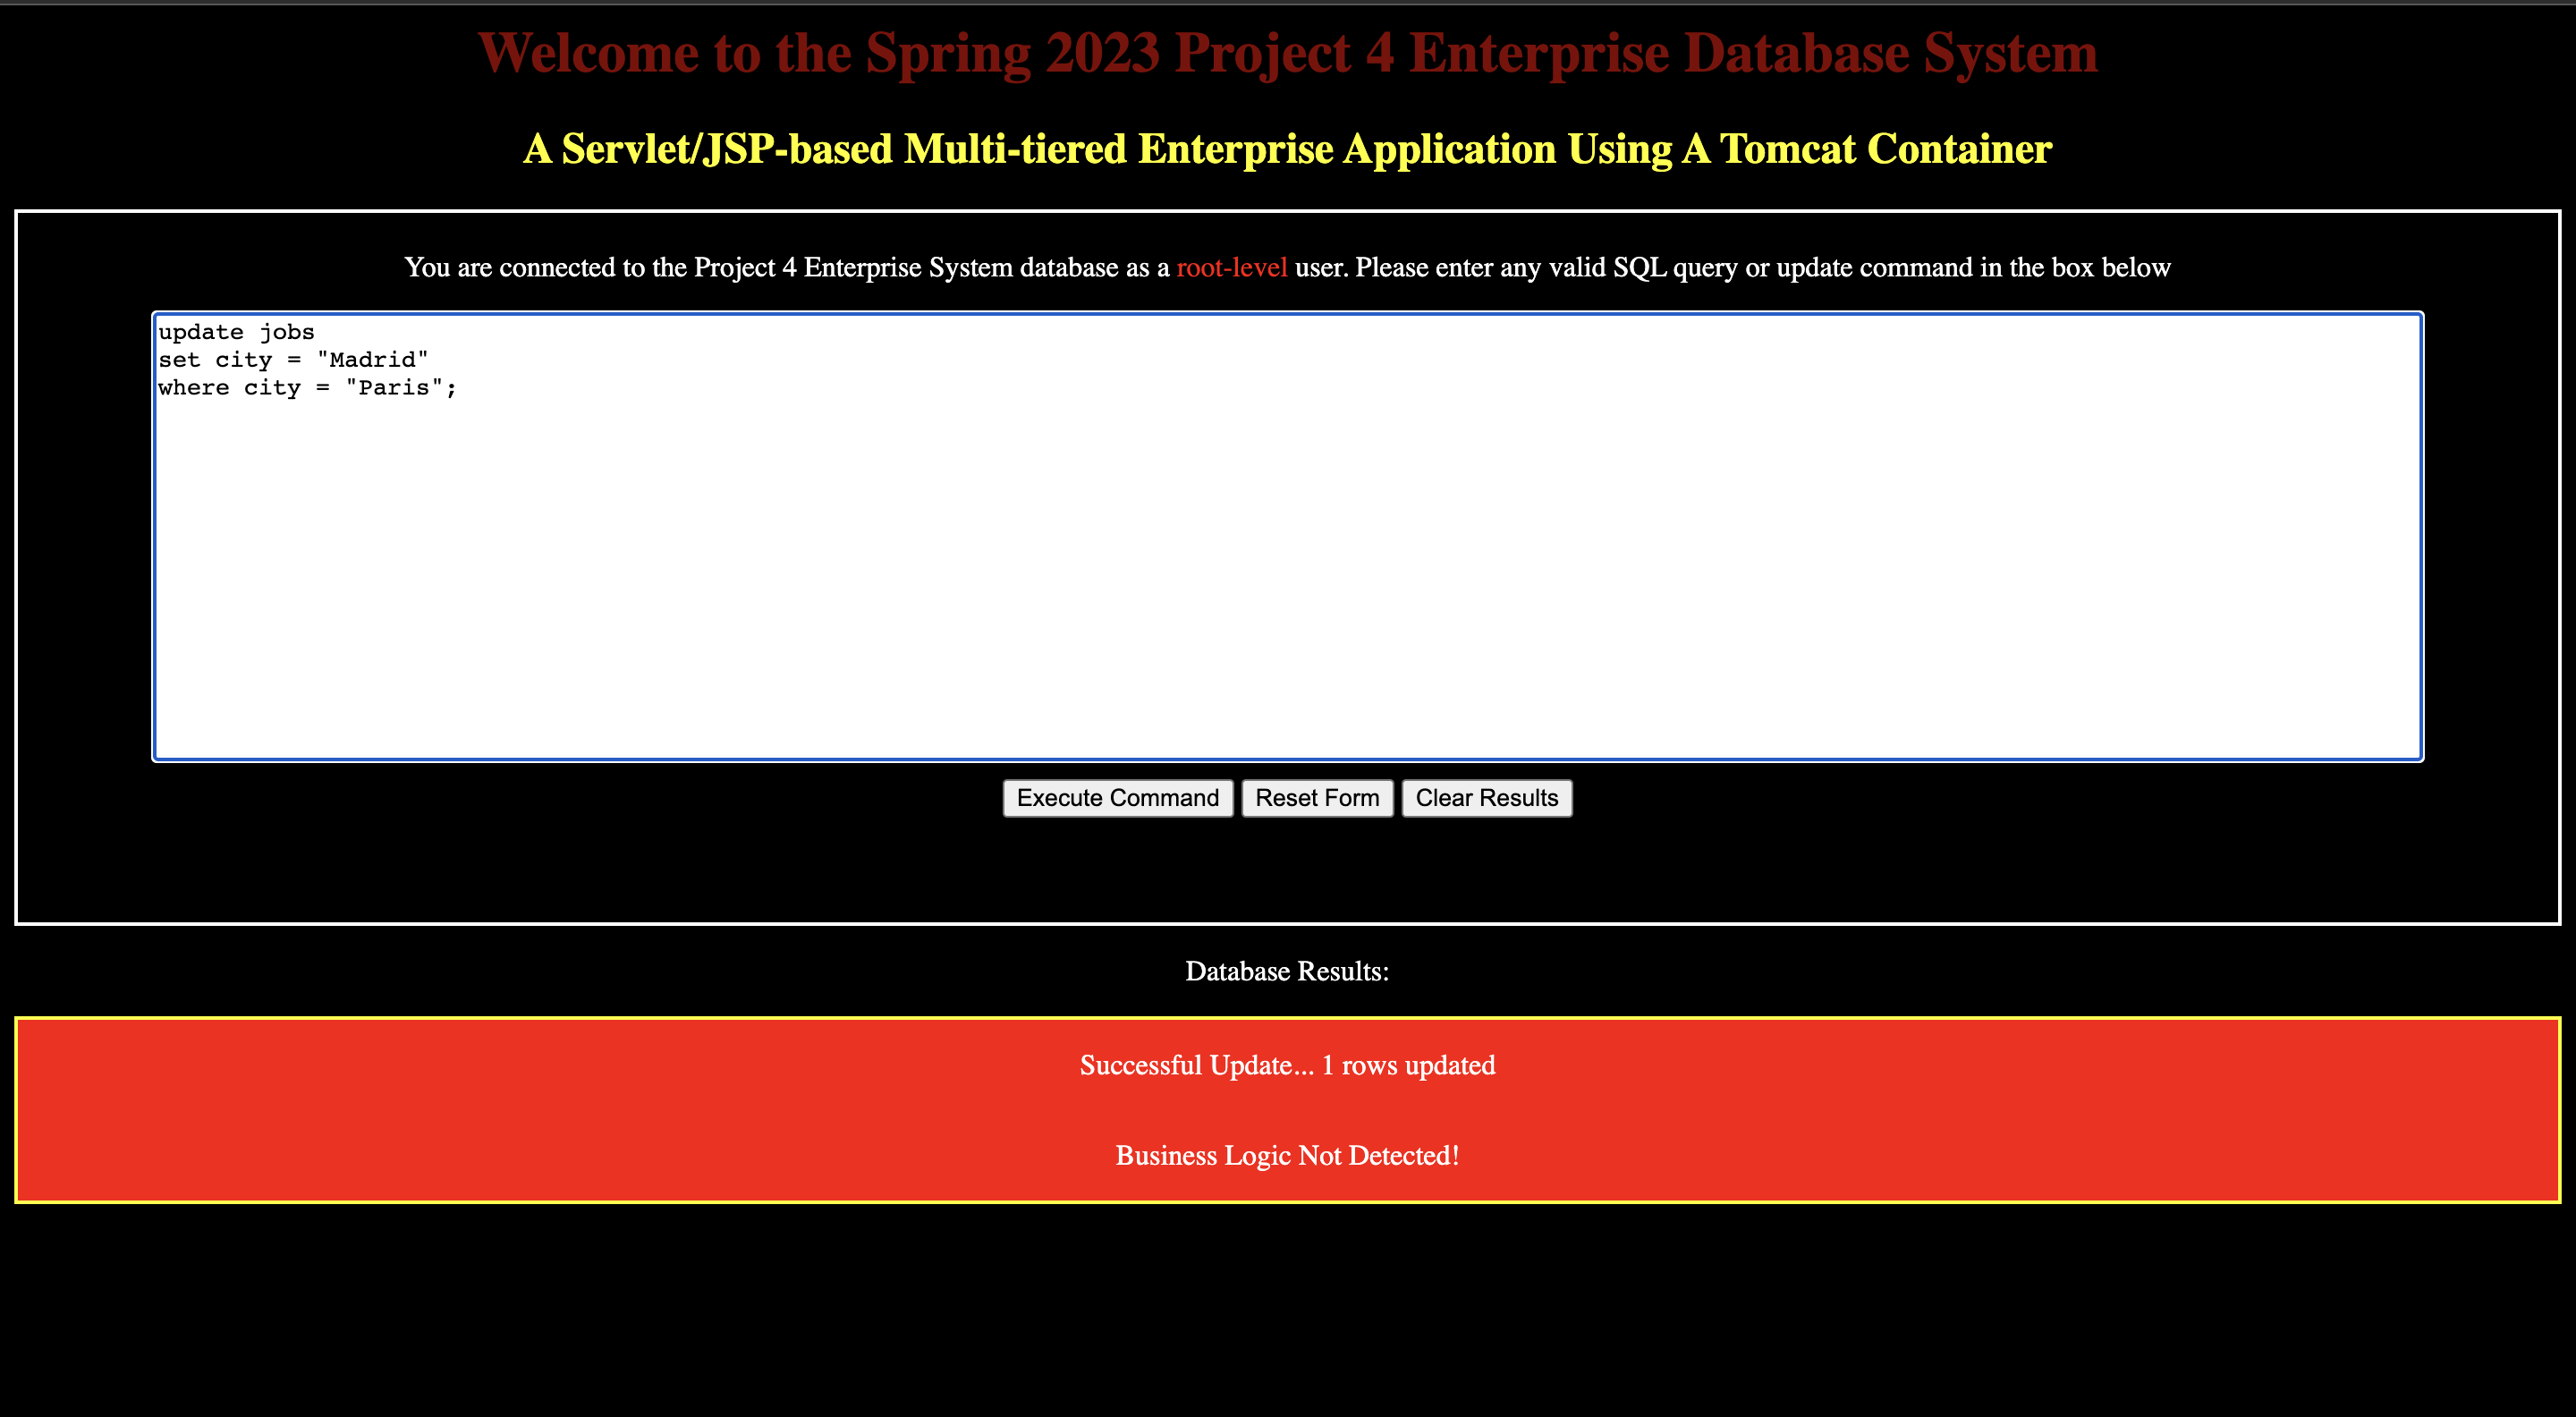 Welcome to the Spring 2023 Project 4 Enterprise Database System
A Servlet/JSP-based Multi-tiered Enterprise Application Using A Tomcat Container
You are connected to the Project 4 Enterprise System database as a root-level user. Please enter any valid SQL query or update command in the box below
update jobs
set city = "Madrid"
where city = "Paris";
Execute Command Reset Form Clear Results
Database Results:
Successful Update... 1 rows updated
Business Logic Not Detected!